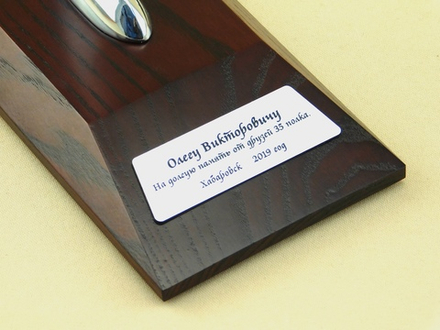 Олегу Викторовичу
На долгую память от друзей 35 полка.
Хабаровск 2019 год